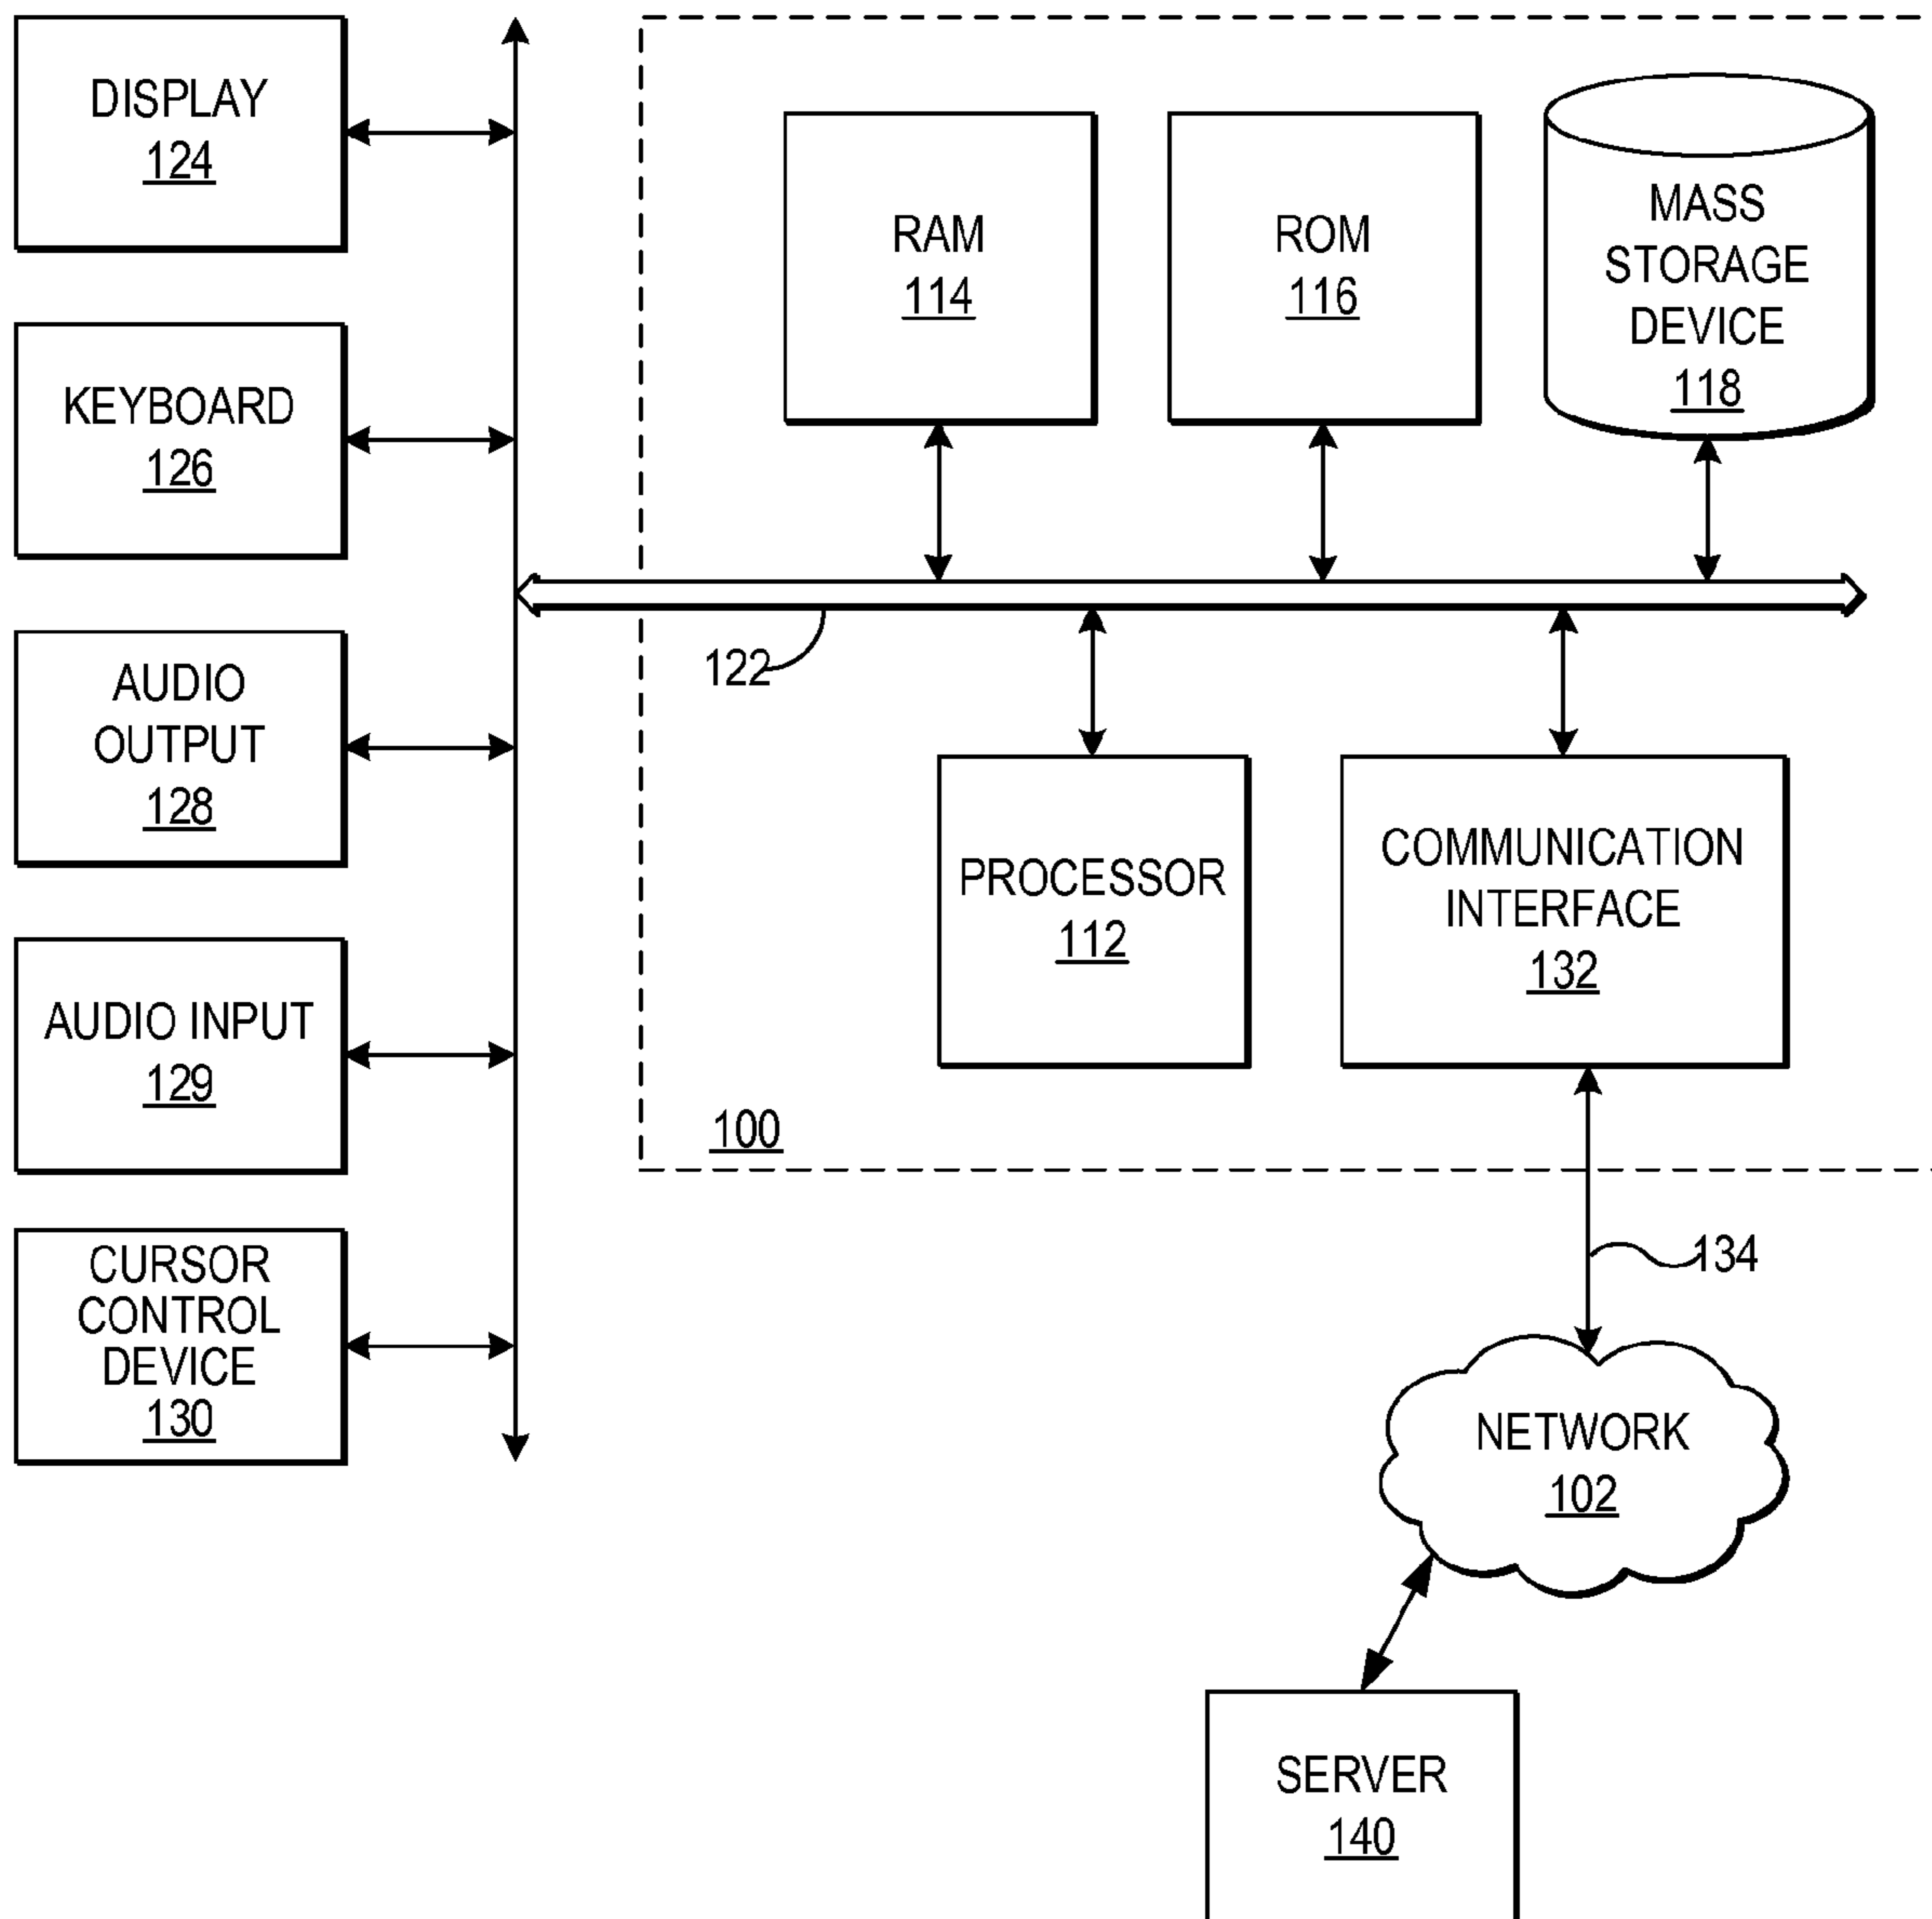 DISPLAY
124
KEYBOARD
126
AUDIO
OUTPUT
128
AUDIO INPUT
129
CURSOR
CONTROL
DEVICE
130
RAM
114
ROM
116
MASS
STORAGE
DEVICE
118
122
PROCESSOR
112
COMMUNICATION
INTERFACE
132
100
134
NETWORK
102
SERVER
140